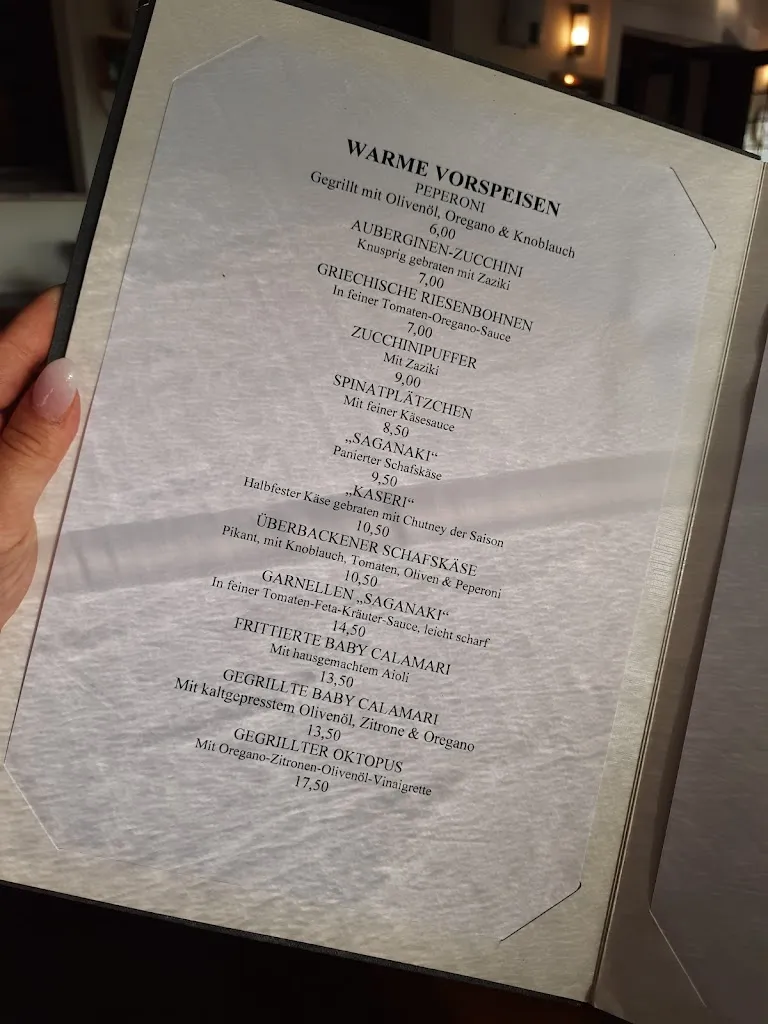 WARME VORSPEISEN
PEPERONI
Gegrillt mit Olivenöl, Oregano & Knoblauch
6,00
AUBERGINEN-ZUCCHINI
Knusprig gebraten mit Zaziki
7,00
GRIECHISCHE RIESENBOHNEN
In feiner Tomaten-Oregano-Sauce
7,00
ZUCCHINIPUFFER
Mit Zaziki
9,00
SPINATPLÄTZCHEN
Mit feiner Käsesauce
8,50
„SAGANAKI“
Panierter Schafskäse
9,50
„KASERI“
Halbfester Käse gebraten mit Chutney der Saison
10,50
ÜBERBACKENER SCHAFSKÄSE
Pikant, mit Knoblauch, Tomaten, Oliven & Peperoni
10,50
GARNELLEN „SAGANAKI“
In feiner Tomaten-Feta-Kräuter-Sauce, leicht scharf
14,50
FRITTIERTE BABY CALAMARI
Mit hausgemachtem Aioli
13,50
GEGRILLTE BABY CALAMARI
Mit kaltgepresstem Olivenöl, Zitrone & Oregano
13,50
GEGRILLTER OKTOPUS
Mit Oregano-Zitronen-Olivenöl-Vinaigrette
17,50